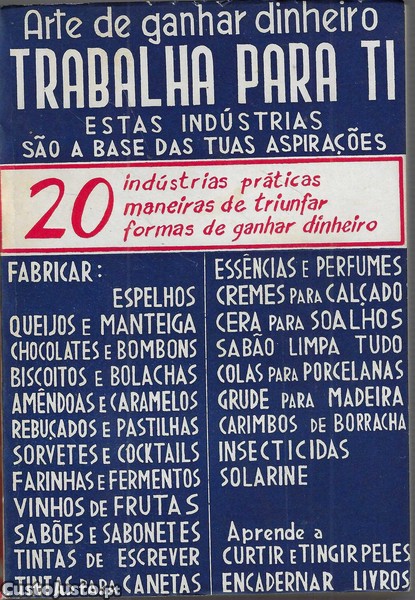 Arte de ganhar dinheiro
TRABALHA PARA TI
ESTAS INDÚSTRIAS
SÃO A BASE DAS TUAS ASPIRAÇÕES
20 indústrias práticas
maneiras de triunfar
formas de ganhar dinheiro
FABRICAR:
ESPELHOS
QUEIJOS E MANTEIGA
CHOCOLATES E BOMBONS
BISCOITOS E BOLACHAS
AMÊNDOAS E CARAMELOS
REBUÇADOS E PASTILHAS
SORVETES E COCKTAILS
FARINHAS E FERMENTOS
VINHOS DE FRUTAS
SABÕES E SABONETES
TINTAS DE ESCREVER
TINTAS PARA CANETAS
ESSÊNCIAS E PERFUMES
CREMES PARA CALÇADO
CERA PARA SOALHOS
SABÃO LIMPA TUDO
COLAS PARA PORCELANAS
GRUDE PARA MADEIRA
CARIMBOS DE BORRACHA
INSECTICIDAS
SOLARINE
Aprende a
CURTIR E TINGIR PELES
ENCADERNAR LIVROS
CustoJusto.pt